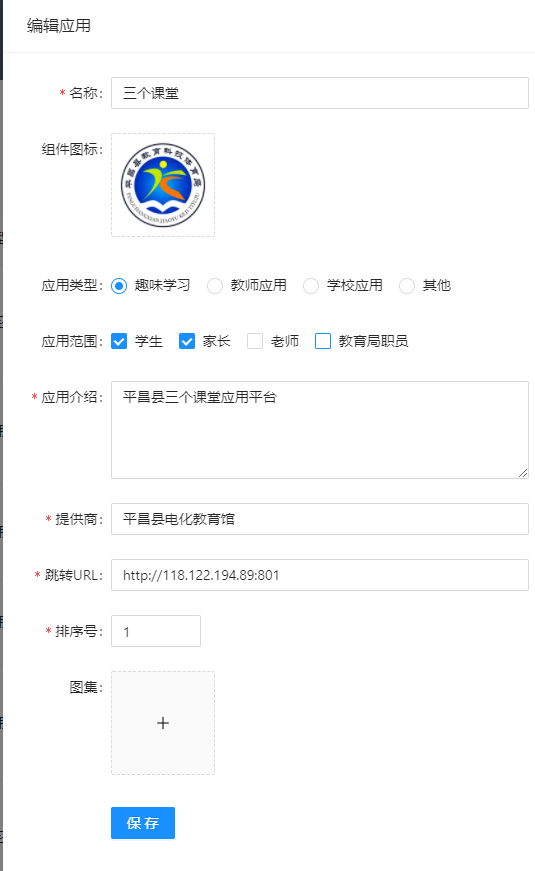 编辑应用
* 名称: 三个课堂
组件图标:
平昌县教育科技体育局
PINGCHANGXIANJIAOYU KEJI TIYUJU
应用类型: 趣味学习 教师应用 学校应用 其他
应用范围: 学生 家长 老师 教育局职员
* 应用介绍: 平昌县三个课堂应用平台
* 提供商: 平昌县电化教育馆
* 跳转URL: http://118.122.194.89:801
* 排序号: 1
图集:
+
保 存